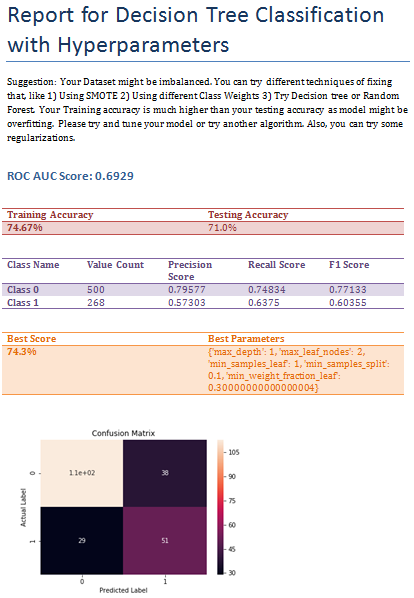 Report for Decision Tree Classification
with Hyperparameters
Suggestion: Your Dataset might be imbalanced. You can try different techniques of fixing
that, like 1) Using SMOTE 2) Using different Class Weights 3) Try Decision tree or Random
Forest. Your Training accuracy is much higher than your testing accuracy as model might be
overfitting. Please try and tune your model or try another algorithm. Also, you can try some
regularizations.
ROC AUC Score: 0.6929
Training Accuracy Testing Accuracy
74.67% 71.0%
Class Name Value Count Precision Recall Score F1 Score
Score
Class 0 500 0.79577 0.74834 0.77133
Class 1 268 0.57303 0.6375 0.60355
Best Score Best Parameters
74.3% {'max_depth': 1, 'max_leaf_nodes': 2,
'min_samples_leaf': 1, 'min_samples_split':
0.1, 'min_weight_fraction_leaf':
0.30000000000000004}
Confusion Matrix
Actual Label
0 1.1e+02 38
1 29 51
0 1
Predicted Label
105
90
75
60
45
30